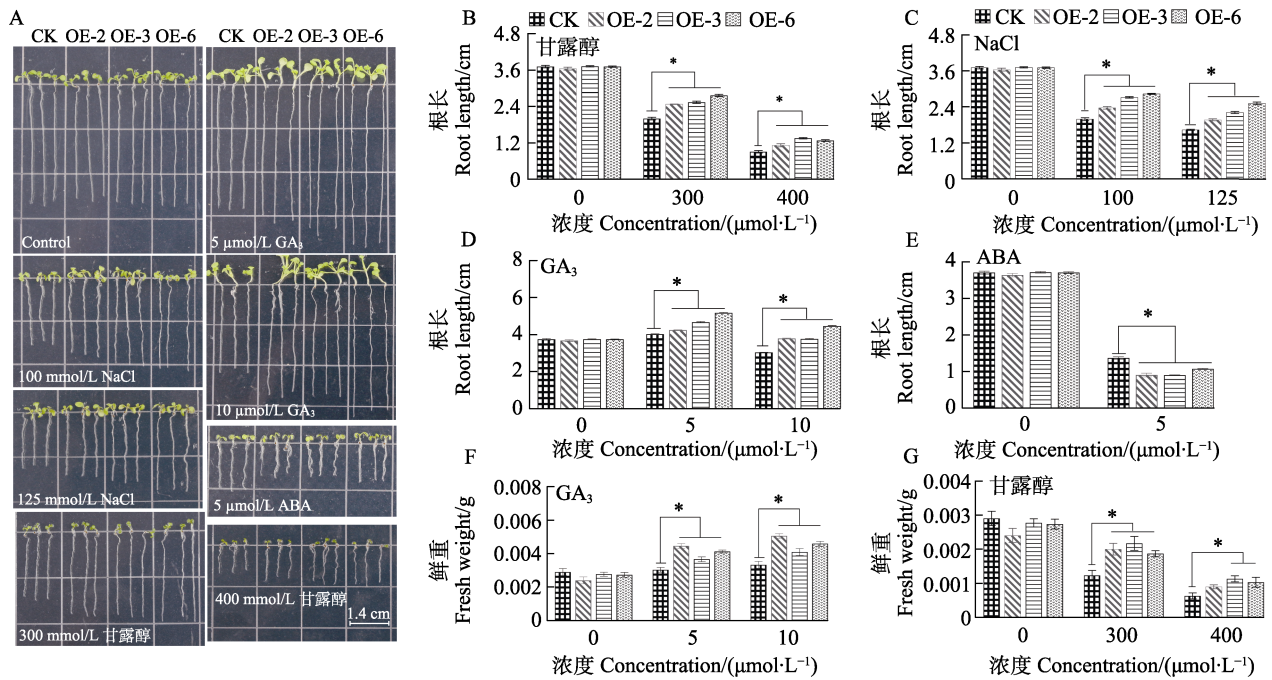 A
CK OE-2 OE-3 OE-6
CK OE-2 OE-3 OE-6
Control
5 µmol/L GA₃
100 mmol/L NaCl
10 µmol/L GA₃
125 mmol/L NaCl
5 µmol/L ABA
300 mmol/L 甘露醇
400 mmol/L 甘露醇
1.4 cm
B
CK OE-2 OE-3 OE-6
甘露醇
根长
Root length/cm
4.8
3.6
2.4
1.2
0
* *
0 300 400
浓度 Concentration/(µmol·L⁻¹)
C
CK OE-2 OE-3 OE-6
NaCl
根长
Root length/cm
4.8
3.6
2.4
1.2
0
* *
0 100 125
浓度 Concentration/(µmol·L⁻¹)
D
GA₃
根长
Root length/cm
8
6
4
2
0
* *
0 5 10
浓度 Concentration/(µmol·L⁻¹)
E
ABA
根长
Root length/cm
4
3
2
1
0
*
0 5
浓度 Concentration/(µmol·L⁻¹)
F
GA₃
鲜重
Fresh weight/g
0.008
0.006
0.004
0.002
0
* *
0 5 10
浓度 Concentration/(µmol·L⁻¹)
G
甘露醇
鲜重
Fresh weight/g
0.004
0.003
0.002
0.001
0
* *
0 300 400
浓度 Concentration/(µmol·L⁻¹)